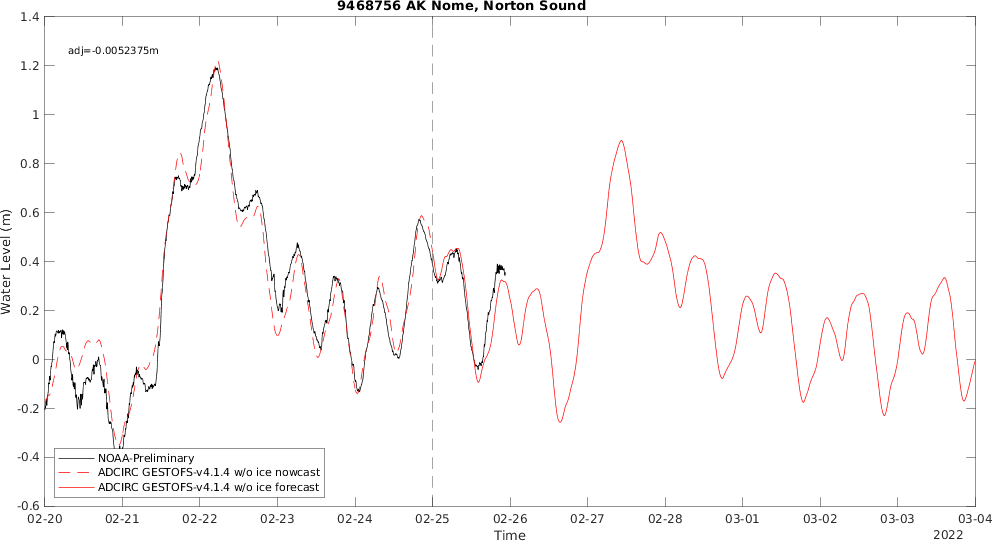 9468756 AK Nome, Norton Sound
1.4
1.2
1
0.8
0.6
0.4
0.2
0
-0.2
-0.4
-0.6
Water Level (m)
adj=-0.0052375m
NOAA-Preliminary
ADCIRC GESTOFS-v4.1.4 w/o ice nowcast
ADCIRC GESTOFS-v4.1.4 w/o ice forecast
02-20 02-21 02-22 02-23 02-24 02-25 02-26 02-27 02-28 03-01 03-02 03-03 03-04
Time
2022